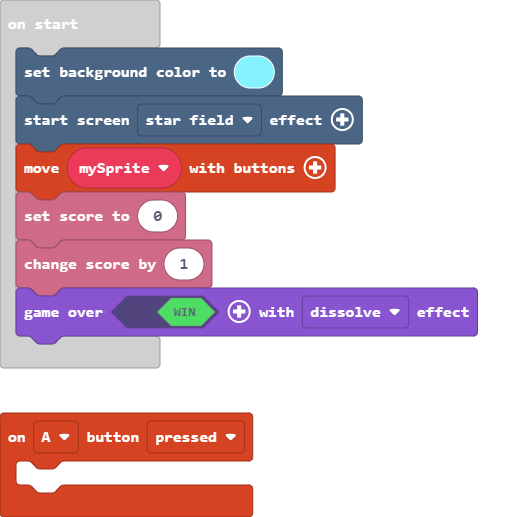 on start
set background color to
start screen star field effect
move mySprite with buttons
set score to 0
change score by 1
game over WIN with dissolve effect
on A button pressed